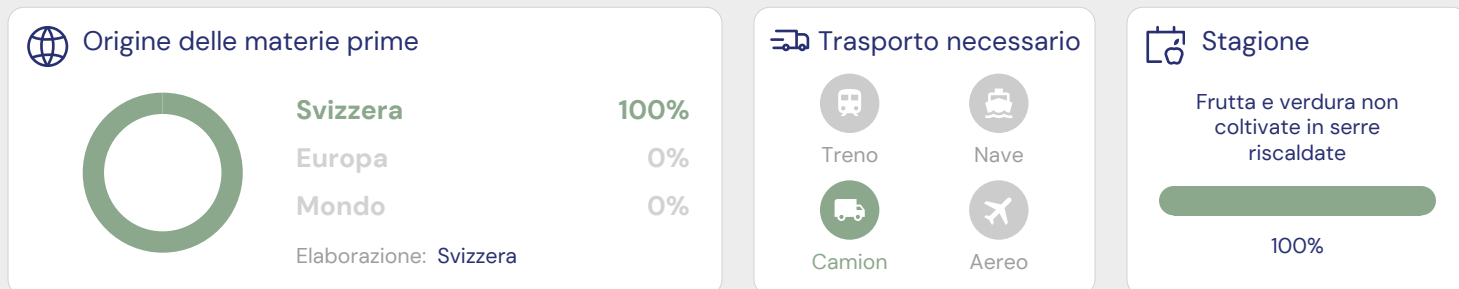 Origine delle materie prime
Svizzera 100%
Europa 0%
Mondo 0%
Elaborazione: Svizzera
Trasporto necessario
Treno Nave
Camion Aereo
Stagione
Frutta e verdura non
coltivate in serre
riscaldate
100%